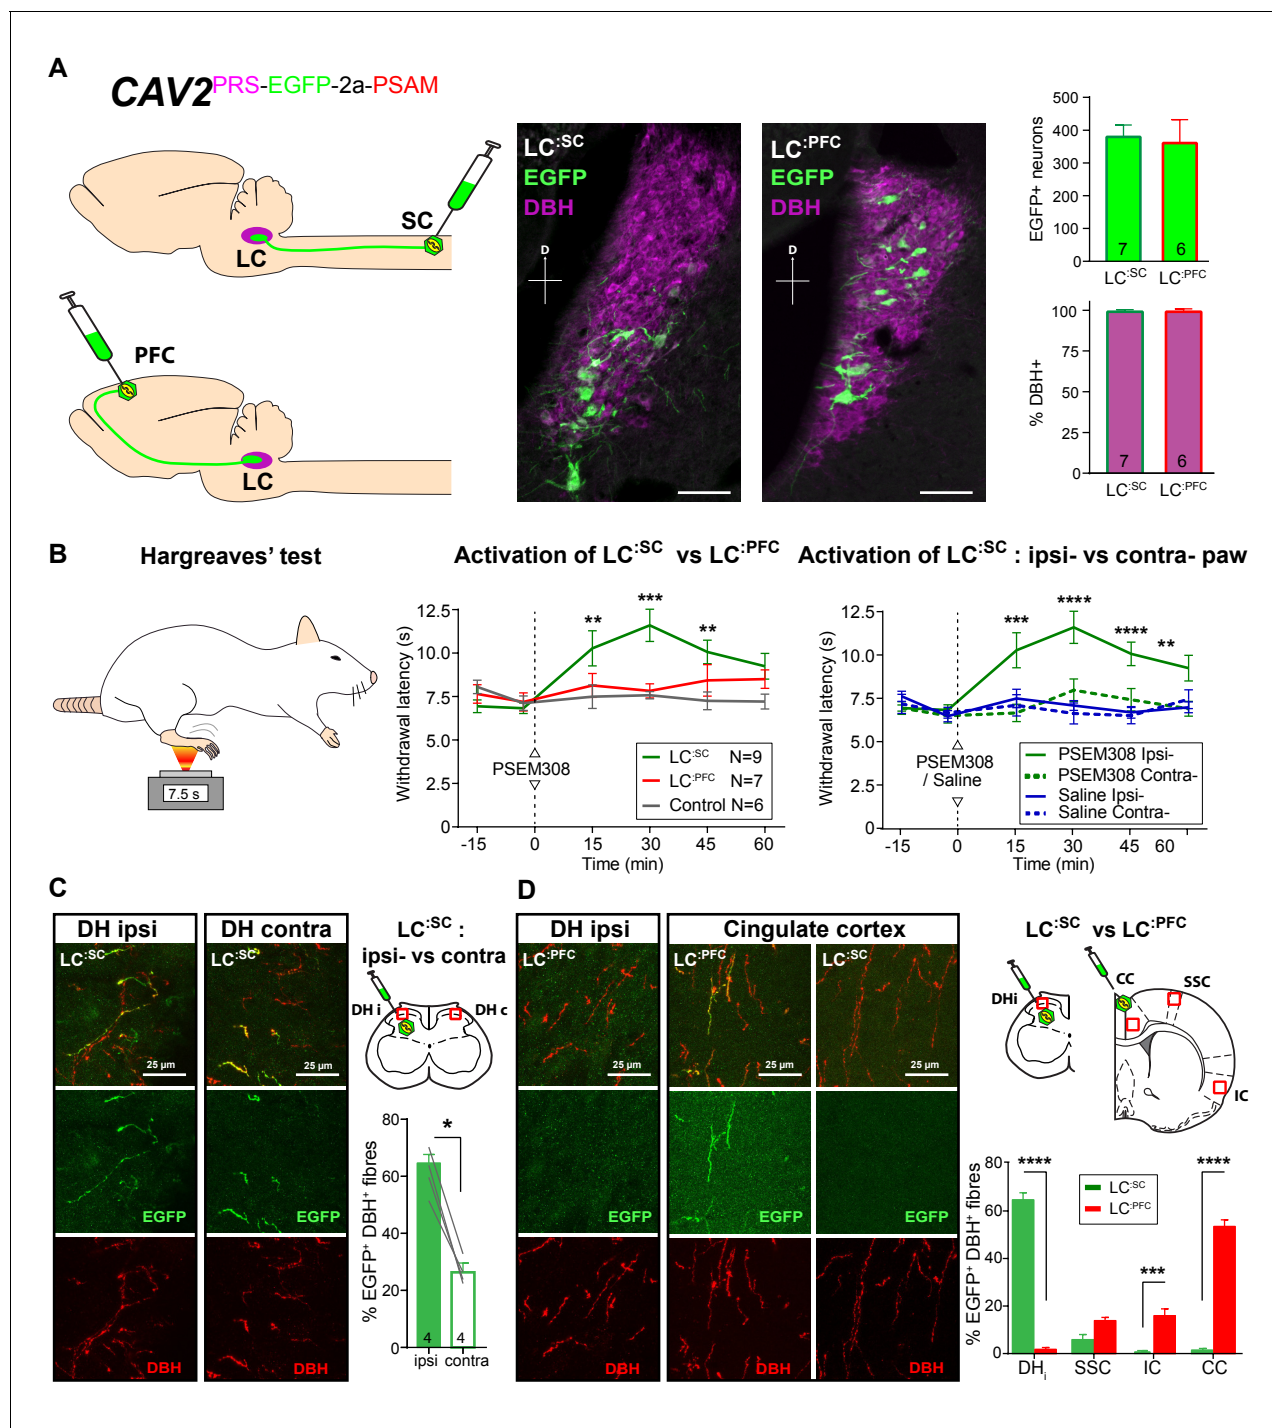 A
CAV2PRS-EGFP-2a-PSAM
SC
LC
PFC
LC
LC:SC
EGFP
DBH
D
LC:PFC
EGFP
DBH
D
EGFP+ neurons
500
400
300
200
100
0
7
6
LC:SC
LC:PFC
% DBH+
100
75
50
25
0
7
6
LC:SC
LC:PFC
B
Hargreaves' test
7.5 s
Activation of LC:SC vs LC:PFC
Withdrawal latency (s)
12.5
10.0
7.5
5.0
2.5
0
**
***
**
PSEM308
LC:SC N=9
LC:PFC N=7
Control N=6
-15
0
15
30
45
60
Time (min)
Activation of LC:SC : ipsi- vs contra- paw
Withdrawal latency (s)
12.5
10.0
7.5
5.0
2.5
0
***
****
****
**
PSEM308
/ Saline
PSEM308 Ipsi-
PSEM308 Contra-
Saline Ipsi-
Saline Contra-
-15
0
15
30
45
60
Time (min)
C
DH ipsi
LC:SC
25 µm
EGFP
DBH
DH contra
LC:SC
25 µm
EGFP
DBH
LC:SC :
ipsi- vs contra
DH i
DH c
% EGFP+ DBH+ fibres
80
60
40
20
0
*
4
4
ipsi
contra
D
DH ipsi
LC:PFC
25 µm
EGFP
DBH
Cingulate cortex
LC:PFC
25 µm
EGFP
DBH
LC:SC
25 µm
EGFP
DBH
LC:SC vs LC:PFC
DHi
CC
SSC
IC
% EGFP+ DBH+ fibres
80
60
40
20
0
****
***
****
LC:SC
LC:PFC
DHi
SSC
IC
CC